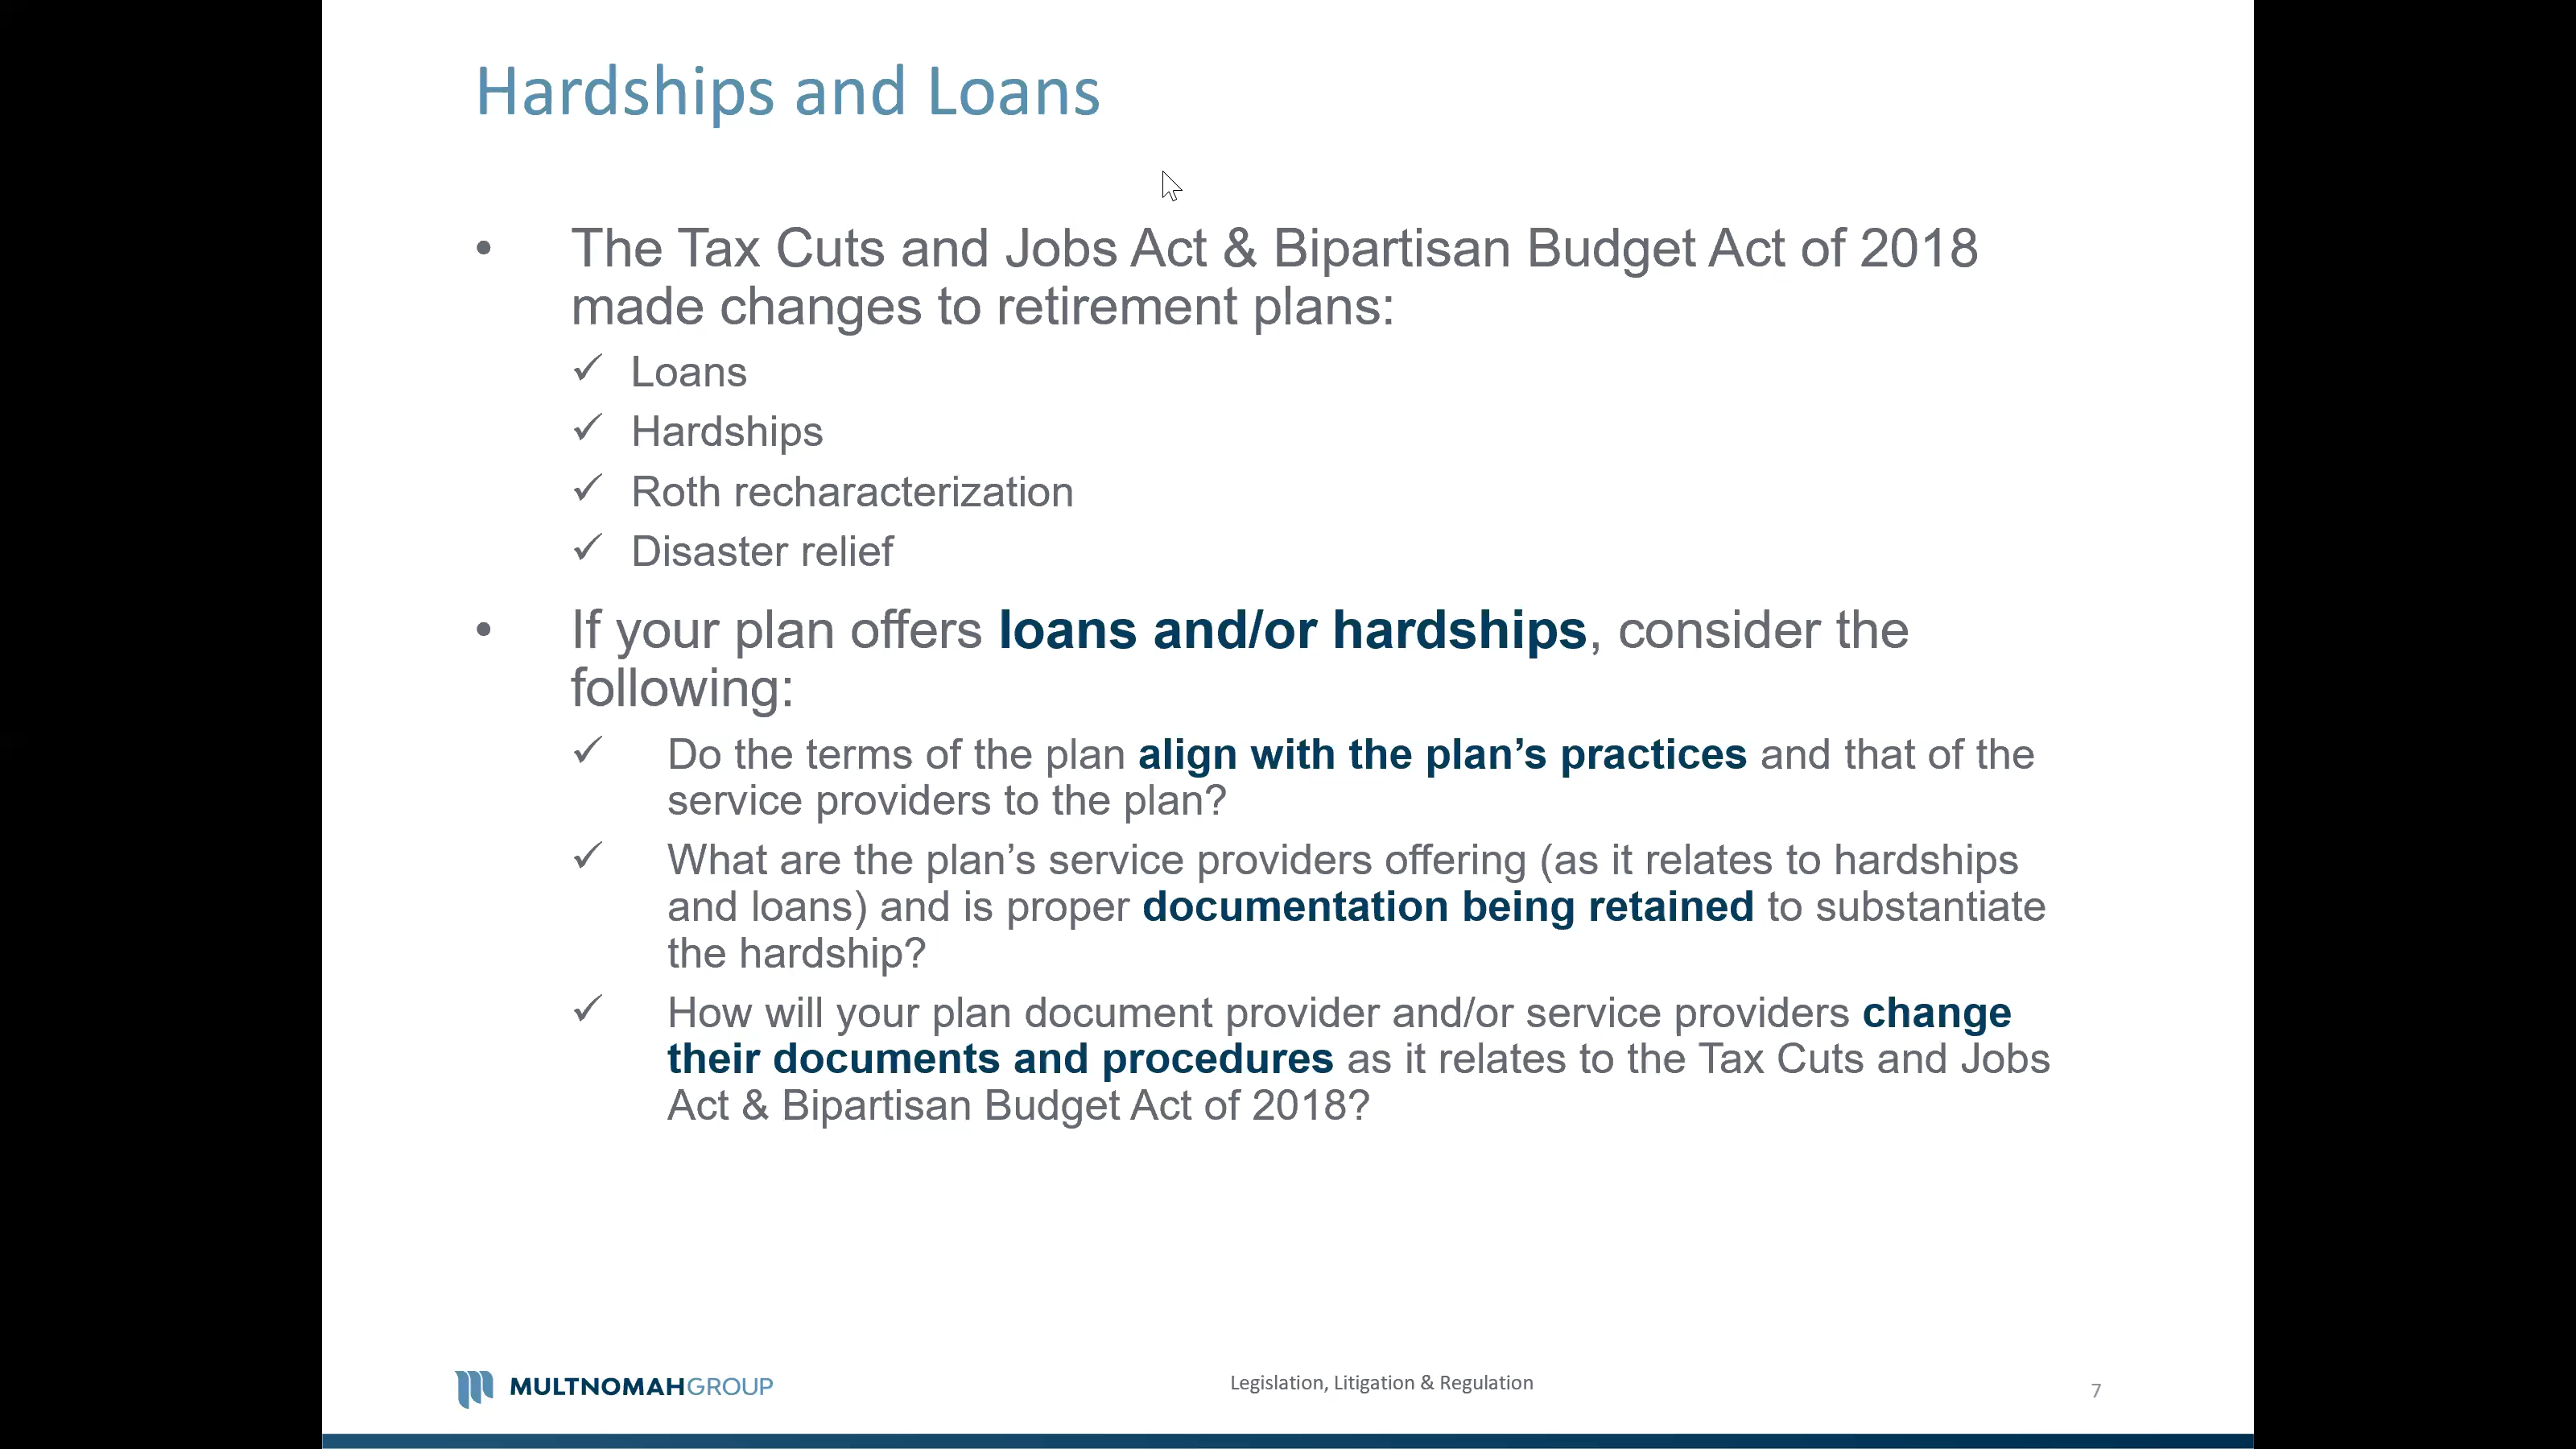 Hardships and Loans
• The Tax Cuts and Jobs Act & Bipartisan Budget Act of 2018
made changes to retirement plans:
✓ Loans
✓ Hardships
✓ Roth recharacterization
✓ Disaster relief
• If your plan offers loans and/or hardships, consider the
following:
✓ Do the terms of the plan align with the plan’s practices and that of the
service providers to the plan?
✓ What are the plan’s service providers offering (as it relates to hardships
and loans) and is proper documentation being retained to substantiate
the hardship?
✓ How will your plan document provider and/or service providers change
their documents and procedures as it relates to the Tax Cuts and Jobs
Act & Bipartisan Budget Act of 2018?
MULTNOMAHGROUP
Legislation, Litigation & Regulation
7